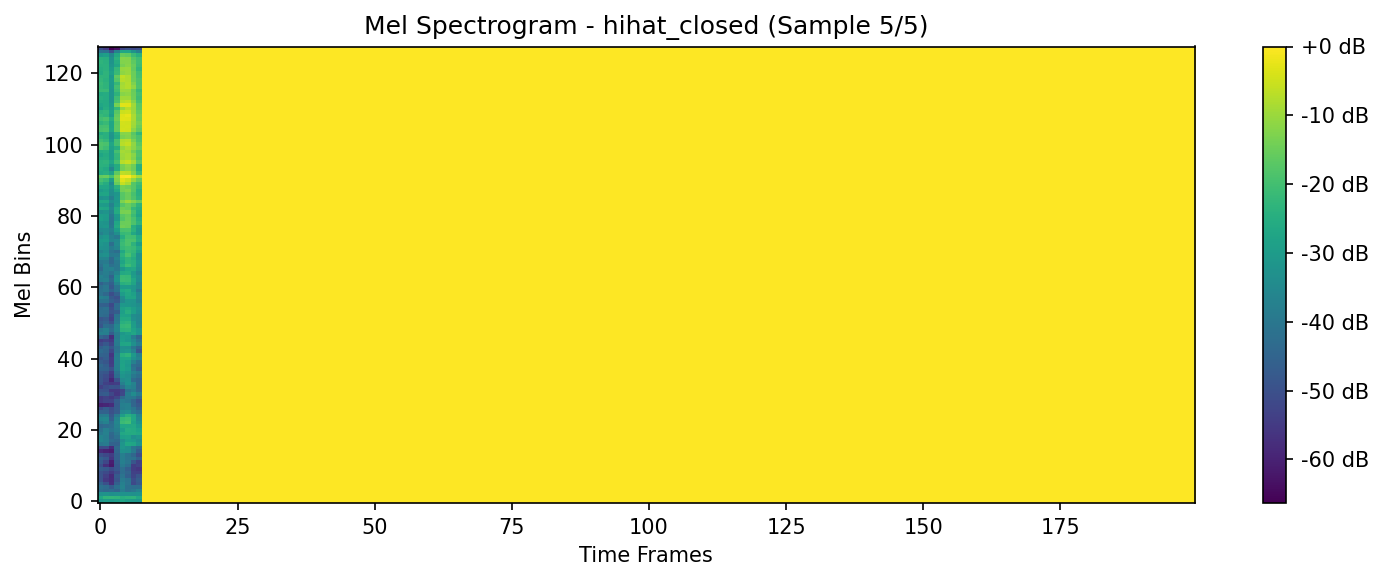 Mel Spectrogram - hihat_closed (Sample 5/5)
Mel Bins
120
100
80
60
40
20
0
0 25 50 75 100 125 150 175
Time Frames
+0 dB
-10 dB
-20 dB
-30 dB
-40 dB
-50 dB
-60 dB